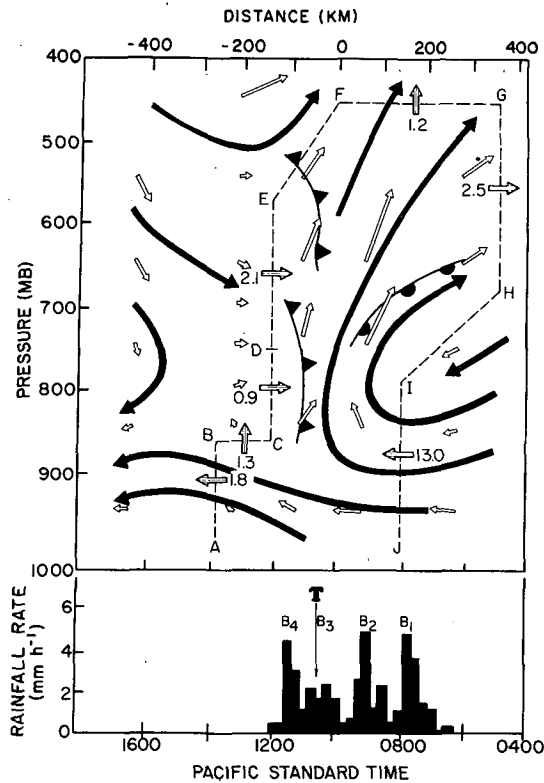 DISTANCE (KM)
-400 -200 0 200 400
400
500
600
700
800
900
1000
PRESSURE (MB)
F G
1.2
2.5
E
2.1
H
D
0.9
I
B C
1.3
13.0
1.8
A J
RAINFALL RATE
(mm h⁻¹)
6
4
2
0
T
B₄ B₃ B₂ B₁
1600 1200 0800 0400
PACIFIC STANDARD TIME